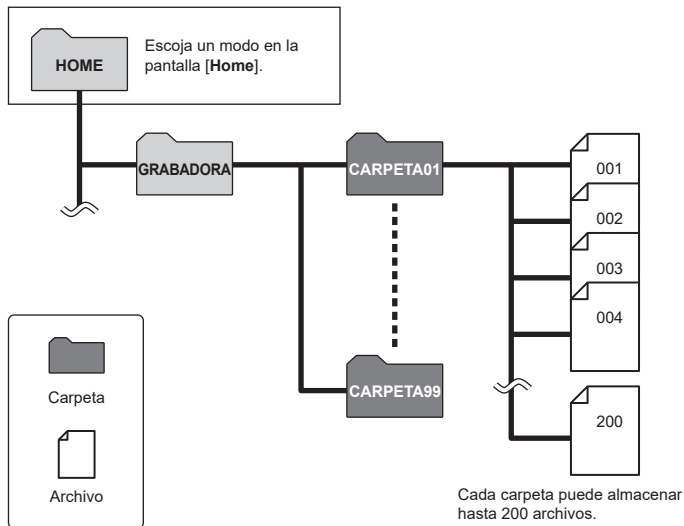 HOME
Escoja un modo en la
pantalla [Home].
GRABADORA
CARPETA01
001
002
003
004
CARPETA99
200
Carpeta
Archivo
Cada carpeta puede almacenar
hasta 200 archivos.